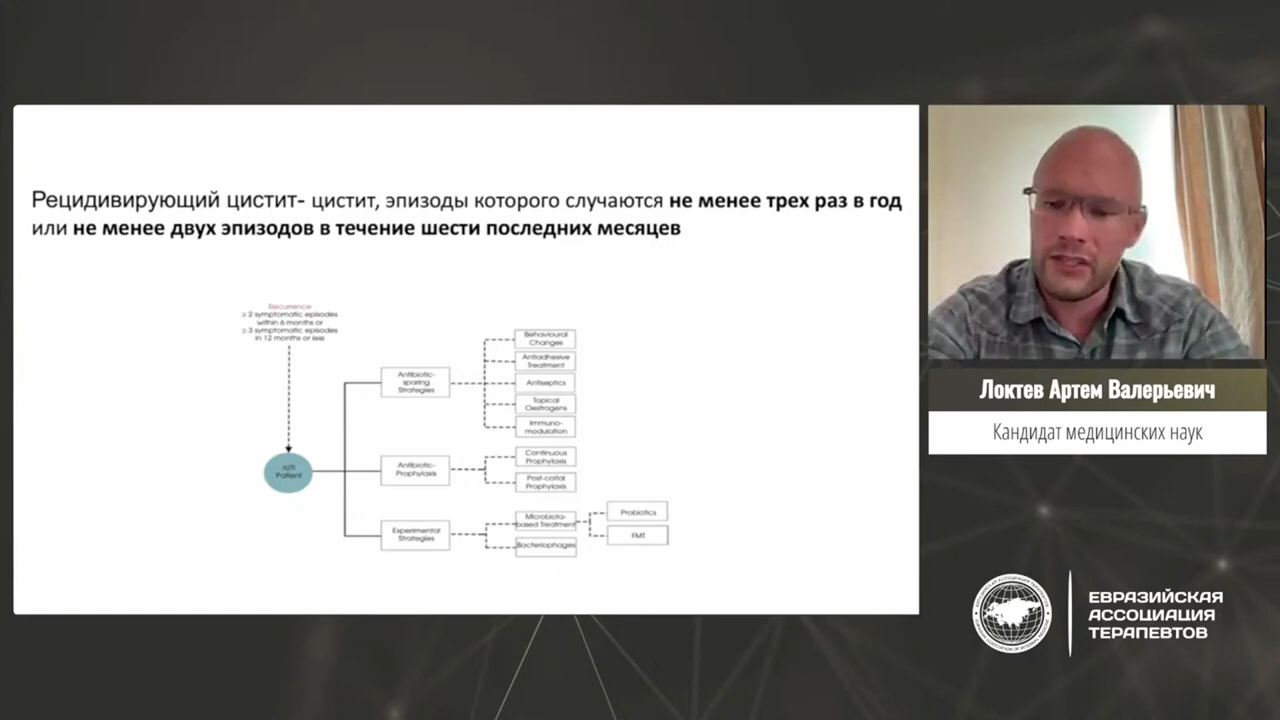 Рецидивирующий цистит- цистит, эпизоды которого случаются не менее трех раз в год
или не менее двух эпизодов в течение шести последних месяцев
Recurrence
≥ 2 symptomatic episodes
within 6 months or
≥ 3 symptomatic episodes
in 12 months or less
rUTI
Patient
Antibiotic-
sparing
Strategies
Behavioural
Changes
Antiadhesive
Treatment
Antiseptics
Topical
Oestrogens
Immuno-
modulation
Antibiotic-
Prophylaxis
Continuous
Prophylaxis
Post-coital
Prophylaxis
Experimental
Strategies
Microbiota-
based Treatment
Probiotics
FMT
Bacteriophages
Локтев Артем Валерьевич
Кандидат медицинских наук
ЕВРАЗИЙСКАЯ
АССОЦИАЦИЯ
ТЕРАПЕВТОВ